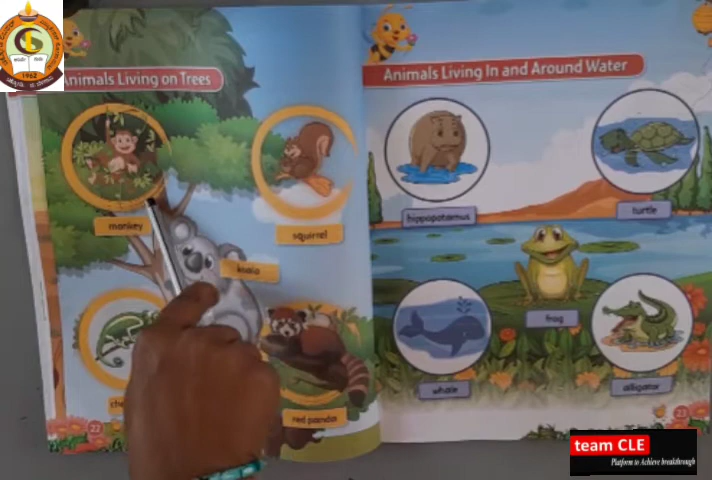 Animals Living on Trees
monkey
squirrel
koala
red panda
22
Animals Living In and Around Water
hippopotamus
turtle
frog
whale
alligator
23
1962
team CLE
Platform to Achieve breakthrough